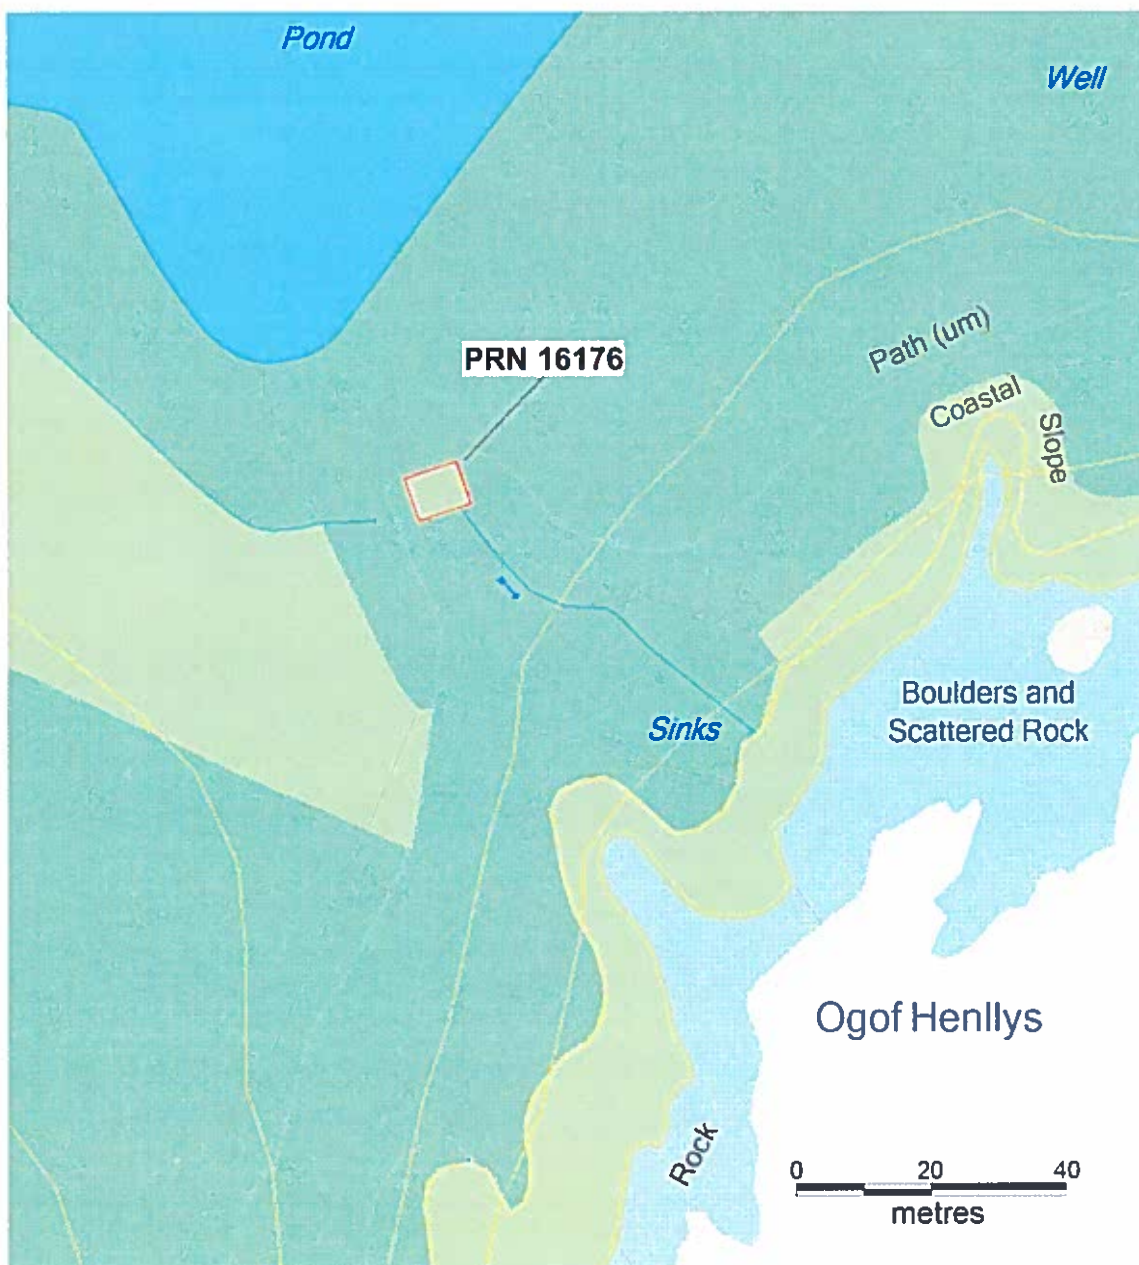 Pond
Well
PRN 16176
Path (um)
Coastal
Slope
Boulders and
Scattered Rock
Sinks
Ogof Henllys
Rock
0 20 40
metres